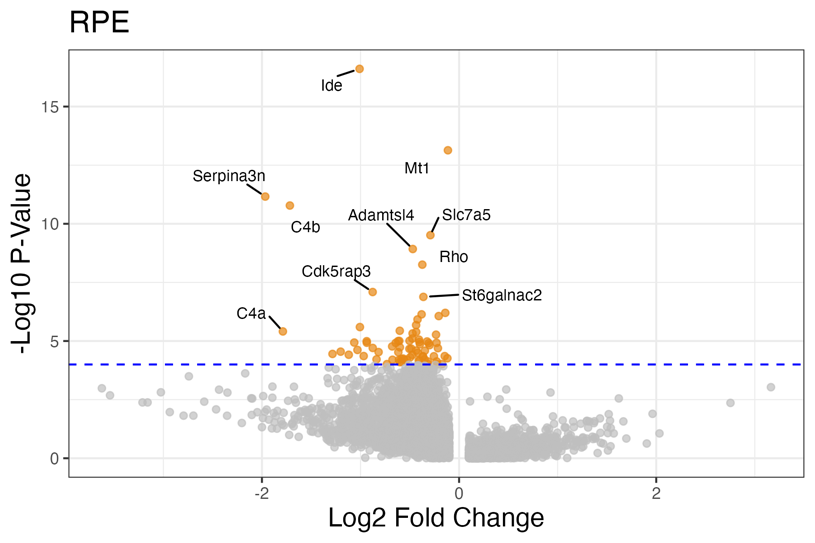 RPE
-Log10 P-Value
15
10
5
0
Ide
Mt1
Serpina3n
C4b
Adamtsl4
Slc7a5
Rho
Cdk5rap3
St6galnac2
C4a
-2
0
2
Log2 Fold Change